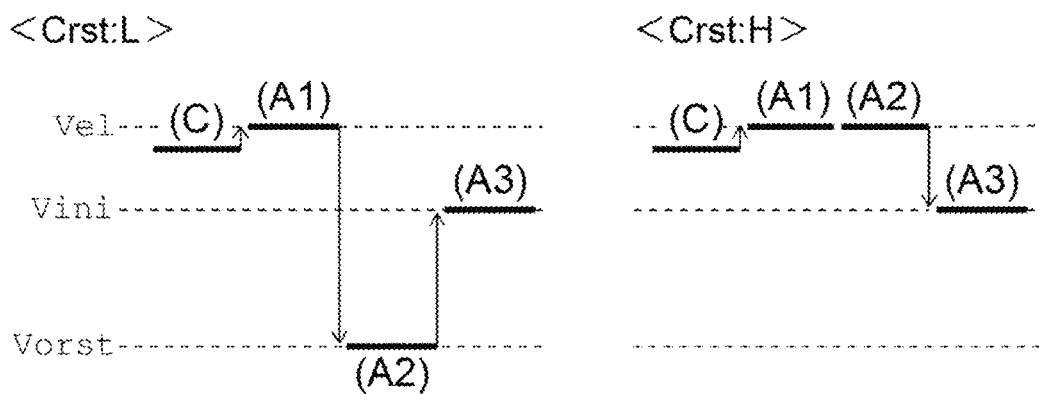 <Crst:L>
<Crst:H>
Vel (C) (A1)
(C) (A1) (A2)
Vini (A3)
(A3)
Vorst
(A2)